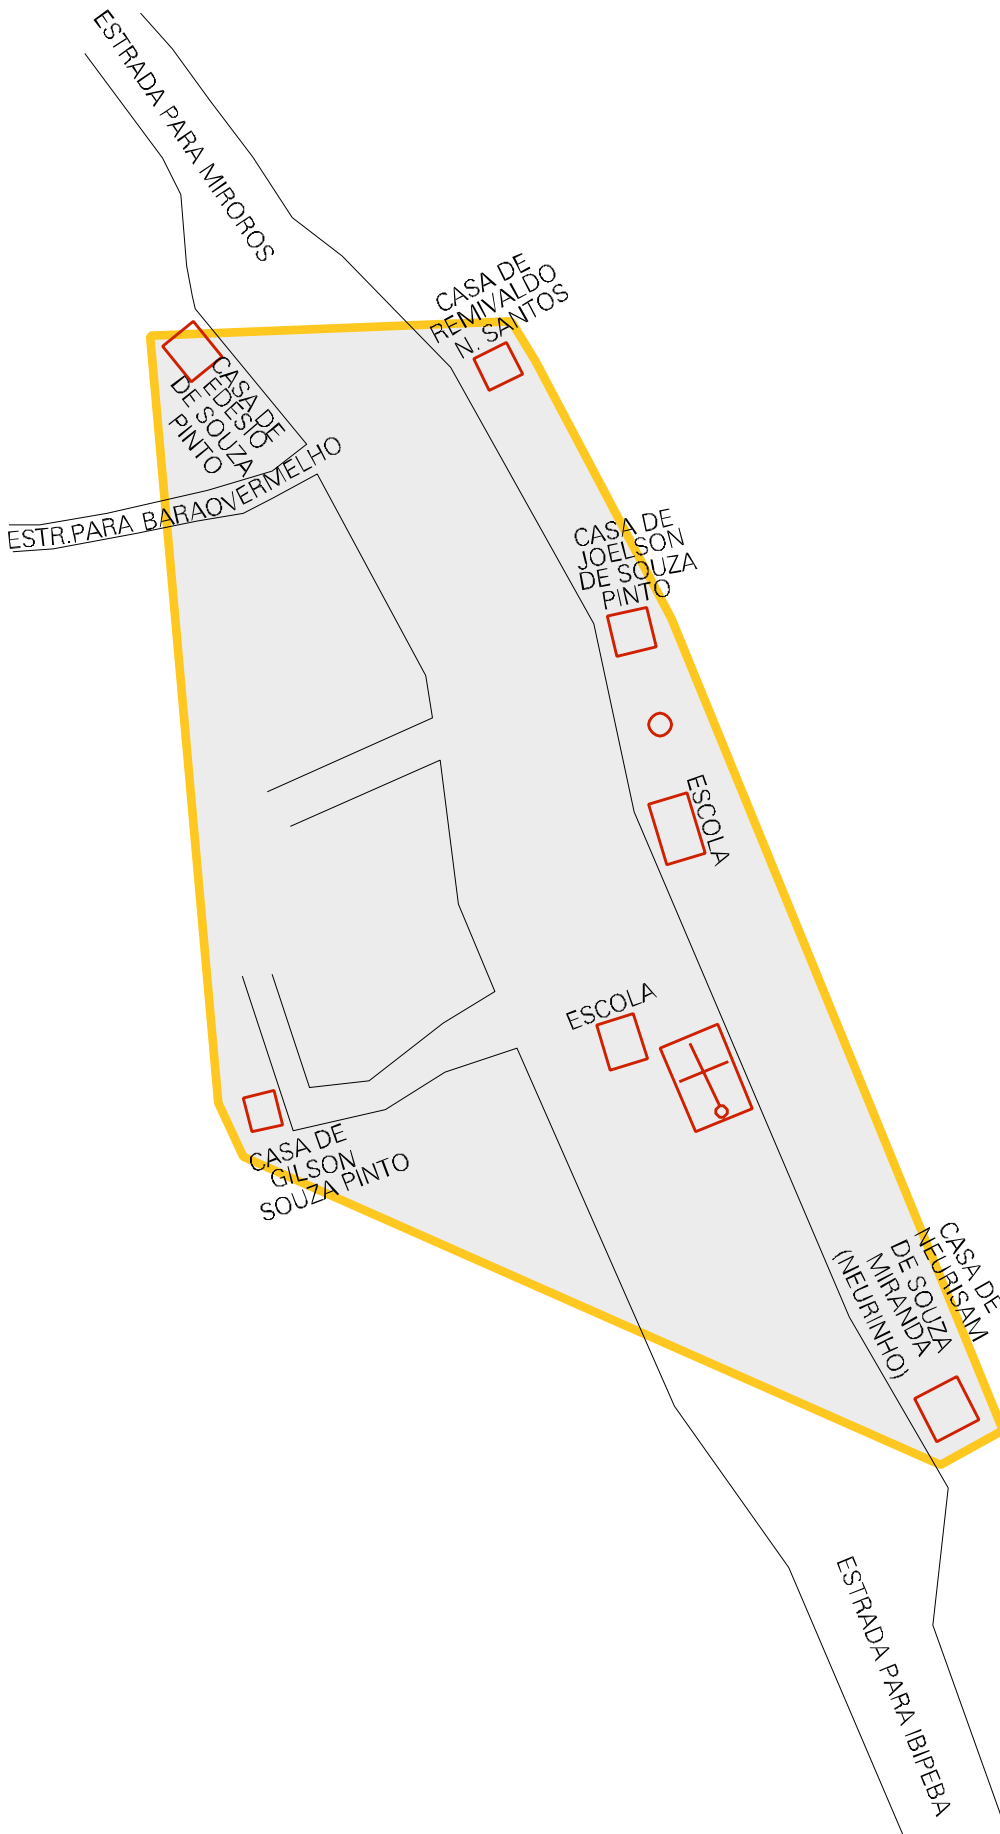 ESTRADA PARA MIROROS
CASA DE
REMIVALDO
N. SANTOS
CASA DE
EDESIO
DE SOUZA
PINTO
ESTR.PARA BARAOVERMELHO
CASA DE
JOELSON
DE SOUZA
PINTO
ESCOLA
ESCOLA
CASA DE
GILSON
SOUZA PINTO
CASA DE
NEURISAM
DE SOUZA
MIRANDA
(NEURINHO)
ESTRADA PARA IBIPEBA